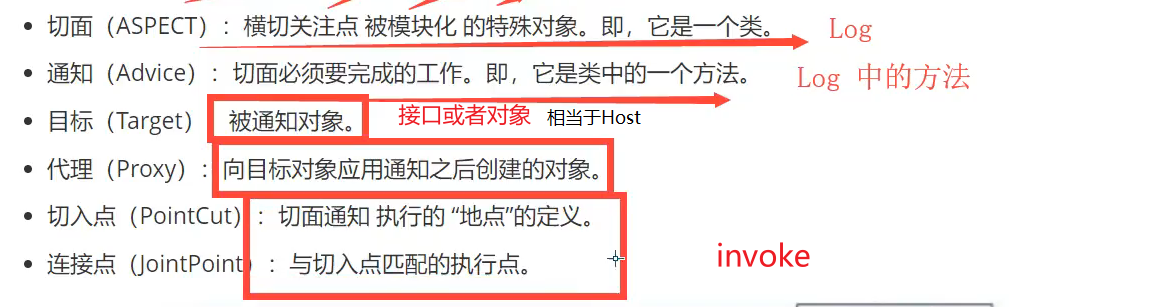 切面（ASPECT）：横切关注点 被模块化 的特殊对象。即，它是一个类。 Log
通知（Advice）：切面必须要完成的工作。即，它是类中的一个方法。 Log 中的方法
目标（Target） 被通知对象。 接口或者对象 相当于Host
代理（Proxy）：向目标对象应用通知之后创建的对象。
切入点（PointCut）：切面通知 执行的 “地点”的定义。
连接点（JointPoint）：与切入点匹配的执行点。 invoke